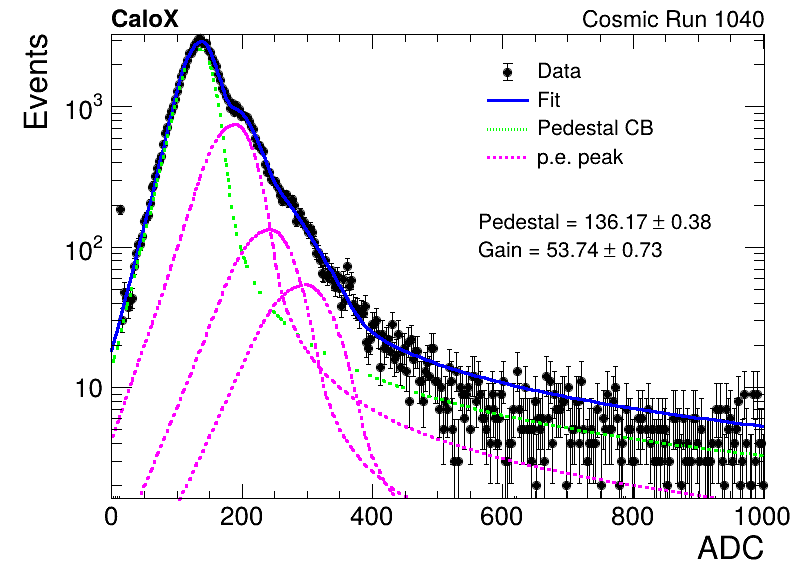 CaloX Cosmic Run 1040
Events
Data
Fit
Pedestal CB
p.e. peak
Pedestal = 136.17 ± 0.38
Gain = 53.74 ± 0.73
10³
10²
10
0 200 400 600 800 1000
ADC